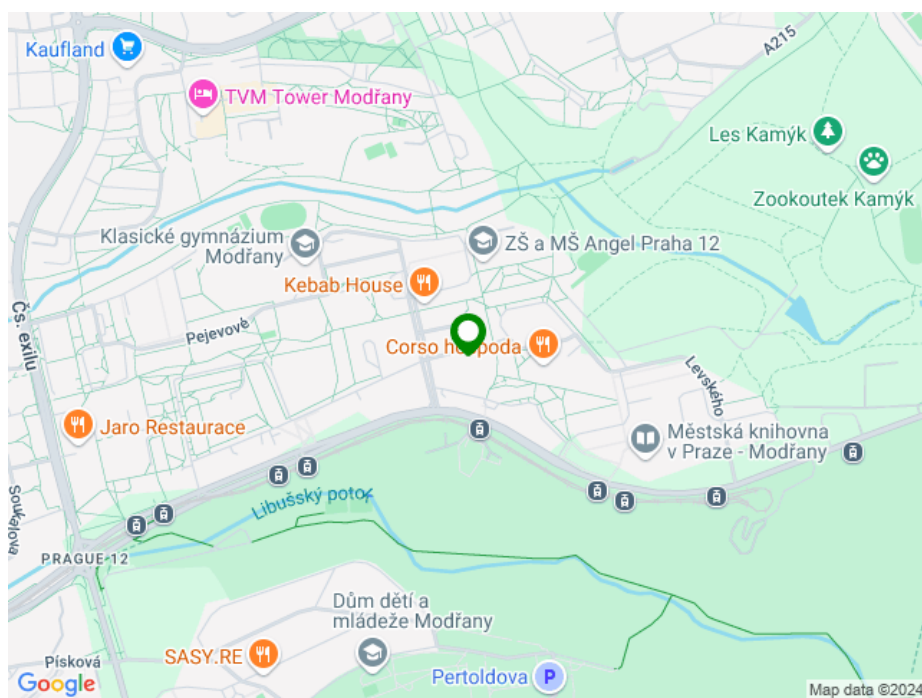 A215
Kaufland
TVM Tower Modřany
Les Kamýk
Zookoutek Kamýk
Klasické gymnázium
Modřany
ZŠ a MŠ Angel Praha 12
Kebab House
Čs. exilu
Pejevové
Corso hospoda
Levského
Jaro Restaurace
Městská knihovna
v Praze - Modřany
Soukalova
Libušský potok
PRAGUE 12
Dům dětí a
mládeže Modřany
SASY.RE
Písková
Pertoldova
P
Google
Map data ©2024